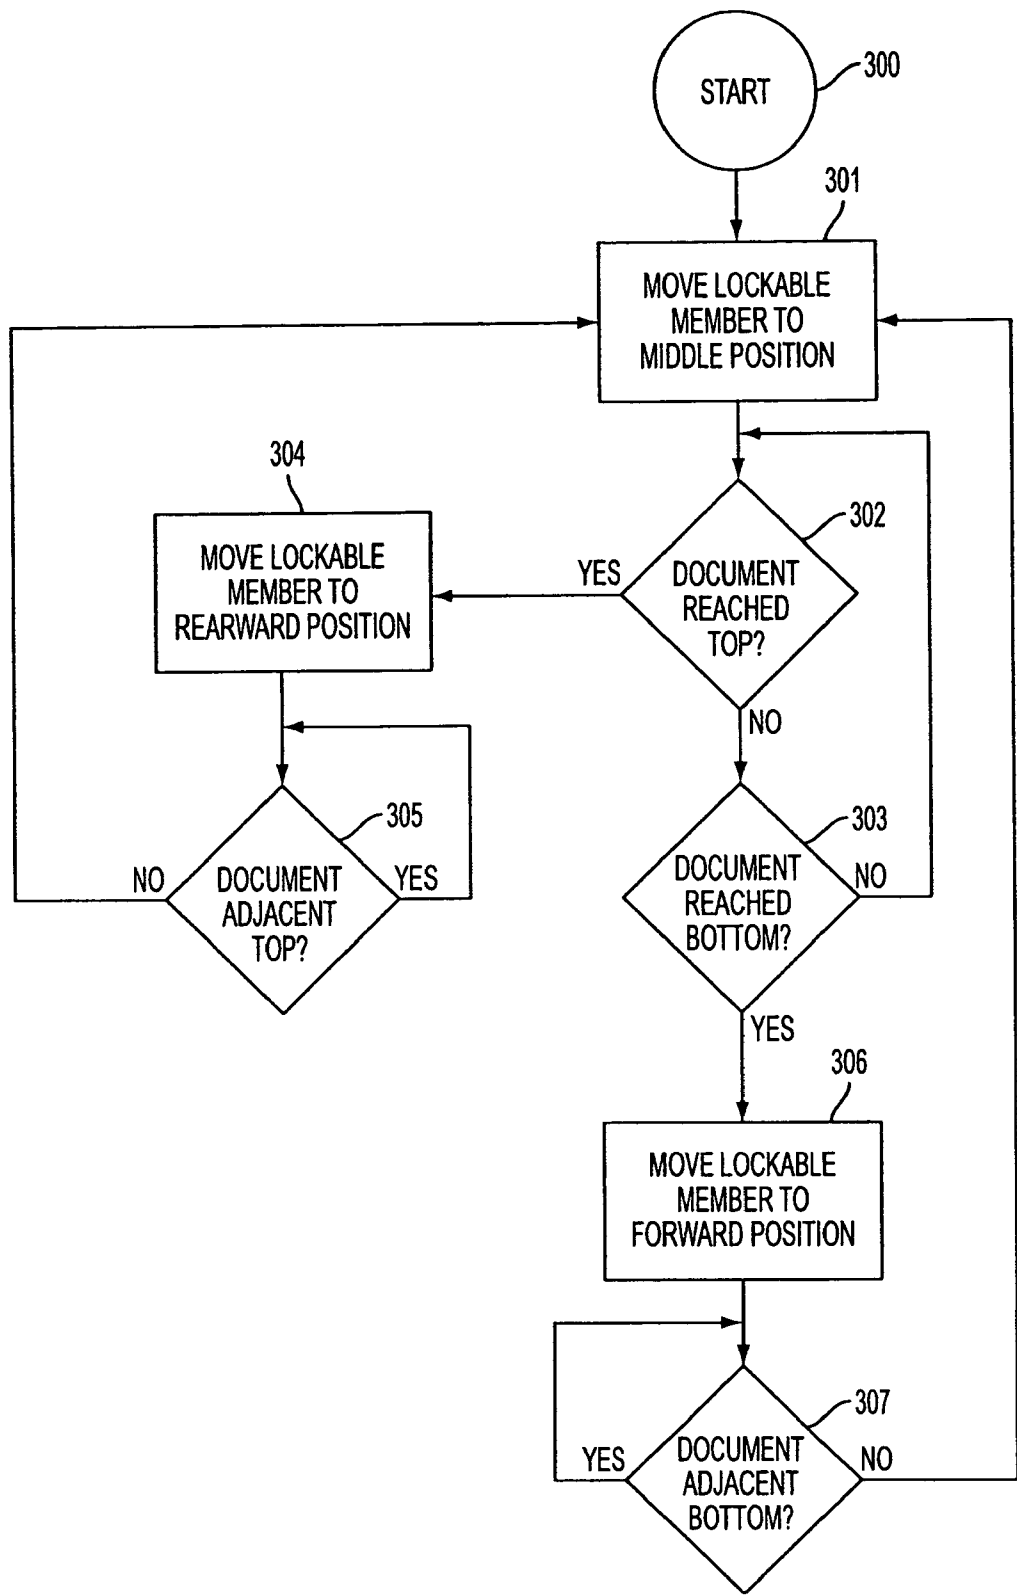 START
300
301
MOVE LOCKABLE
MEMBER TO
MIDDLE POSITION
304
MOVE LOCKABLE
MEMBER TO
REARWARD POSITION
YES
302
DOCUMENT
REACHED
TOP?
NO
305
DOCUMENT
ADJACENT
TOP?
NO
YES
303
DOCUMENT
REACHED
BOTTOM?
NO
YES
306
MOVE LOCKABLE
MEMBER TO
FORWARD POSITION
307
DOCUMENT
ADJACENT
BOTTOM?
YES
NO